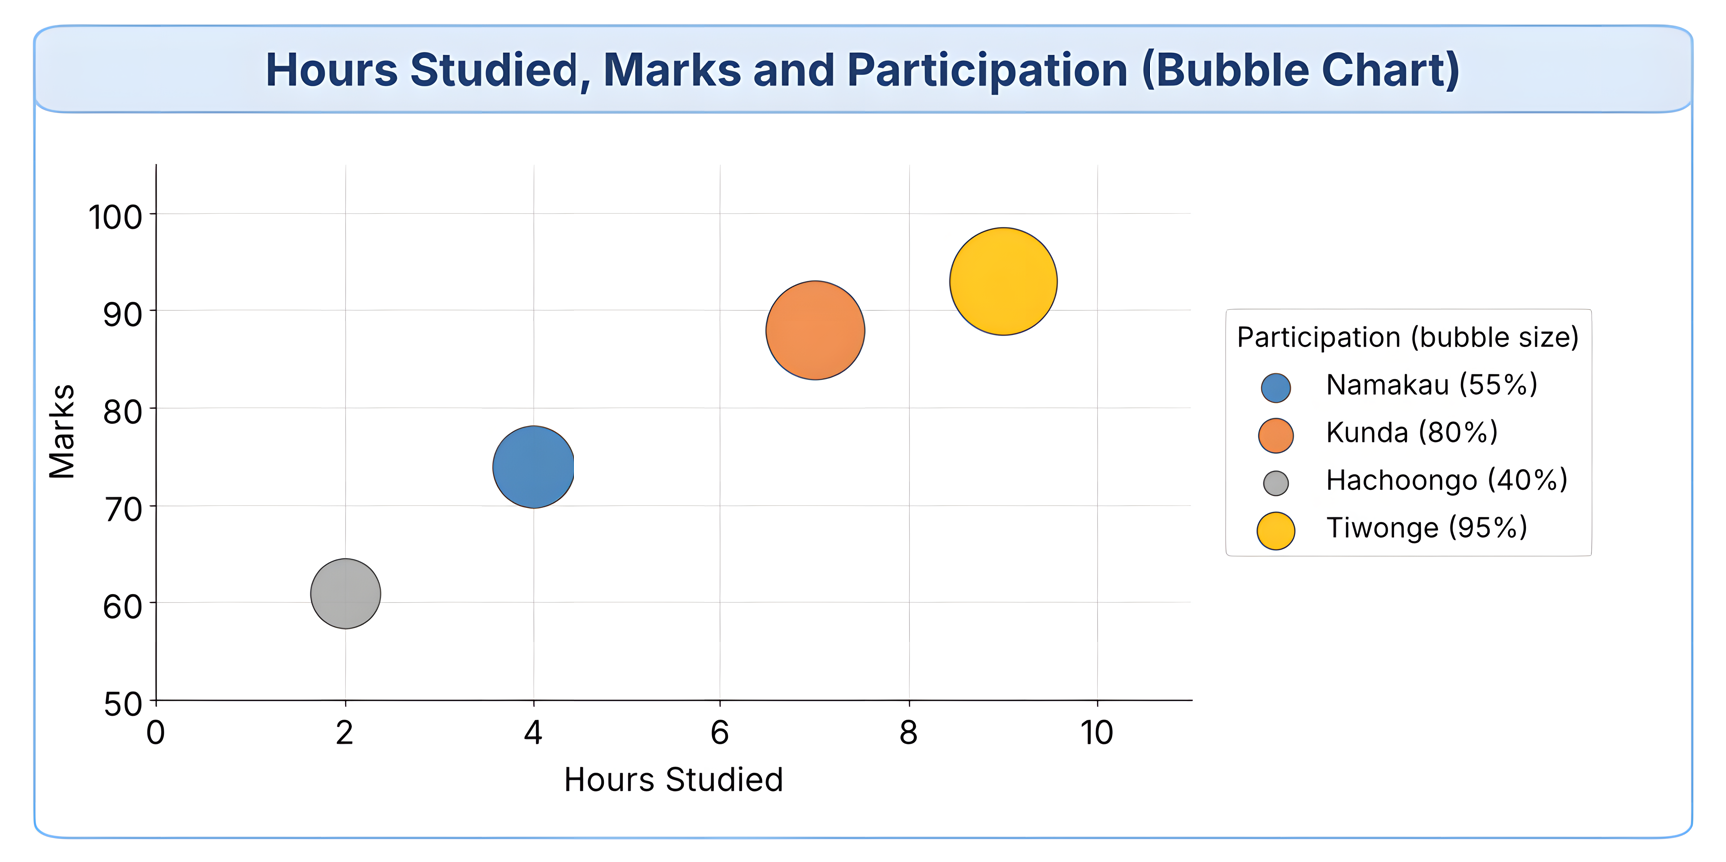 Hours Studied, Marks and Participation (Bubble Chart)
100
90
80
70
60
50
Marks
0 2 4 6 8 10
Hours Studied
Participation (bubble size)
Namakau (55%)
Kunda (80%)
Hachoongo (40%)
Tiwonge (95%)